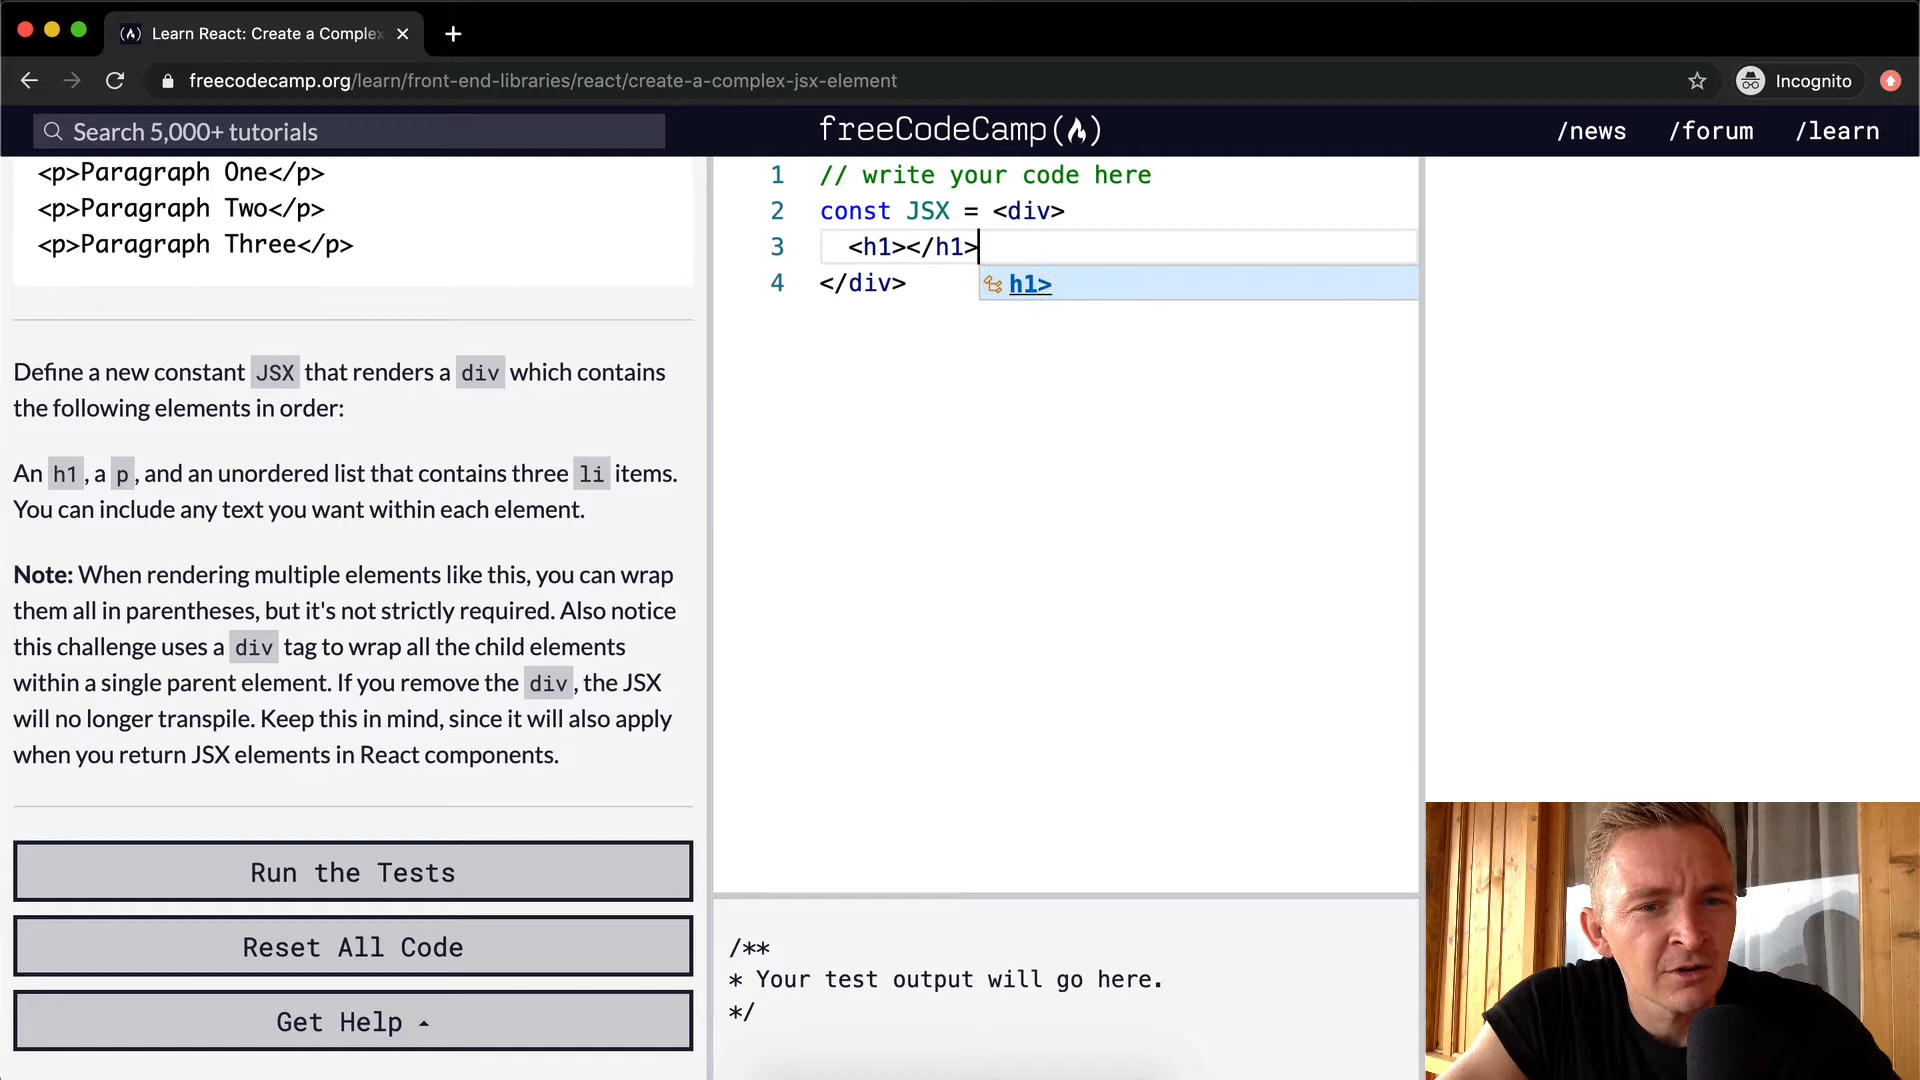 Learn React: Create a Complex
freecodecamp.org/learn/front-end-libraries/react/create-a-complex-jsx-element
Incognito
Search 5,000+ tutorials
freeCodeCamp
/news
/forum
/learn
<p>Paragraph One</p>
<p>Paragraph Two</p>
<p>Paragraph Three</p>
Define a new constant JSX that renders a div which contains
the following elements in order:
An h1, a p, and an unordered list that contains three li items.
You can include any text you want within each element.
Note: When rendering multiple elements like this, you can wrap
them all in parentheses, but it's not strictly required. Also notice
this challenge uses a div tag to wrap all the child elements
within a single parent element. If you remove the div, the JSX
will no longer transpile. Keep this in mind, since it will also apply
when you return JSX elements in React components.
Run the Tests
Reset All Code
Get Help
1 // write your code here
2 const JSX = <div>
3 <h1></h1>
4 </div>
h1>
/**
* Your test output will go here.
*/